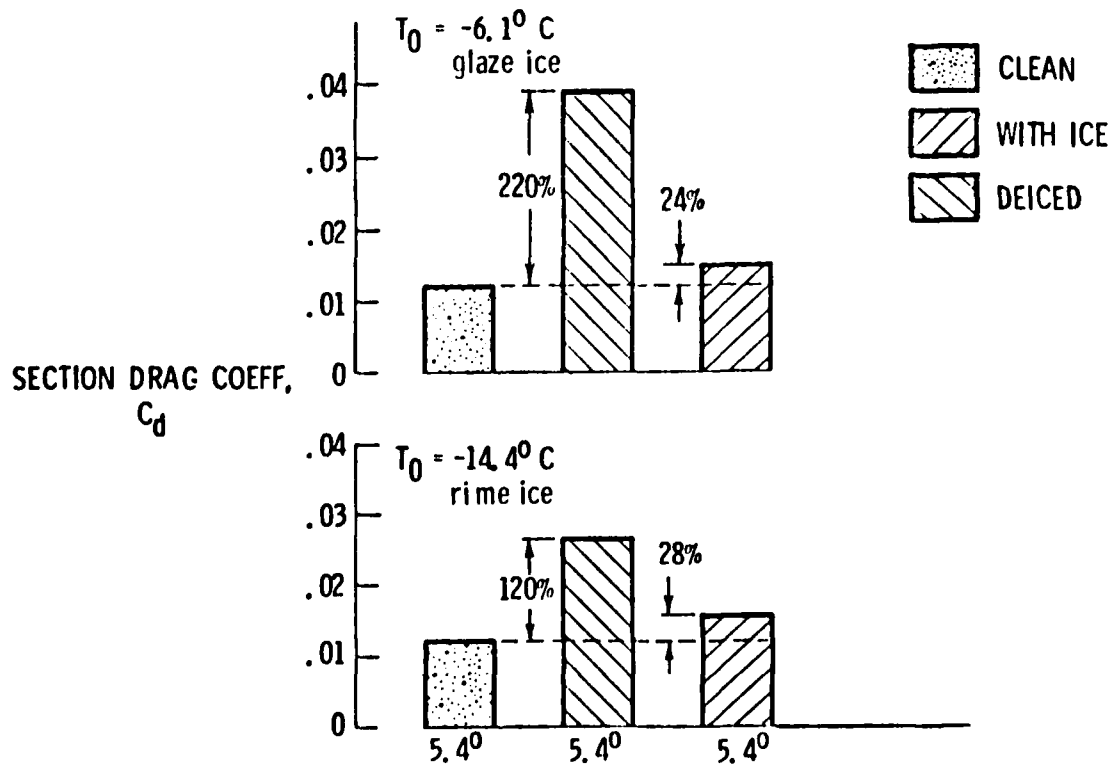 T0 = -6.1° C
glaze ice
.04
.03
.02
.01
0
220%
24%
CLEAN
WITH ICE
DEICED
SECTION DRAG COEFF,
Cd
T0 = -14.4° C
rime ice
.04
.03
.02
.01
0
120%
28%
5.4° 5.4° 5.4°